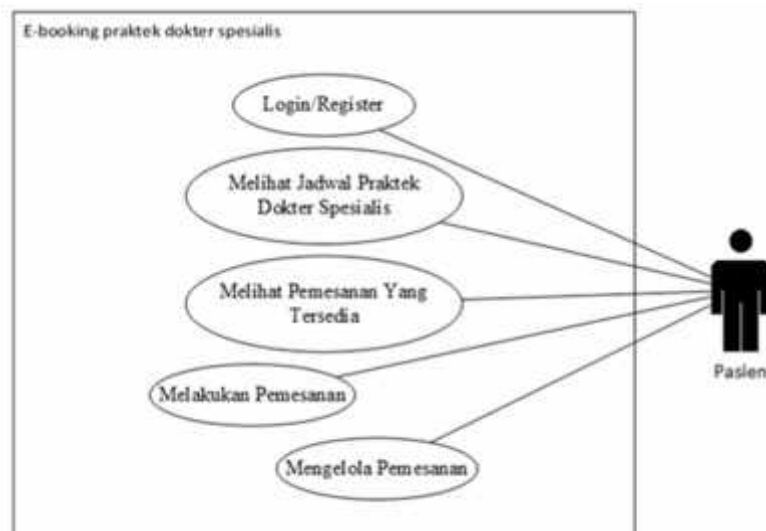 E-booking praktek dokter spesialis
Login/Register
Melihat Jadwal Praktek
Dokter Spesialis
Melihat Pemesanan Yang
Tersedia
Melakukan Pemesanan
Mengelola Pemesanan
Pasien